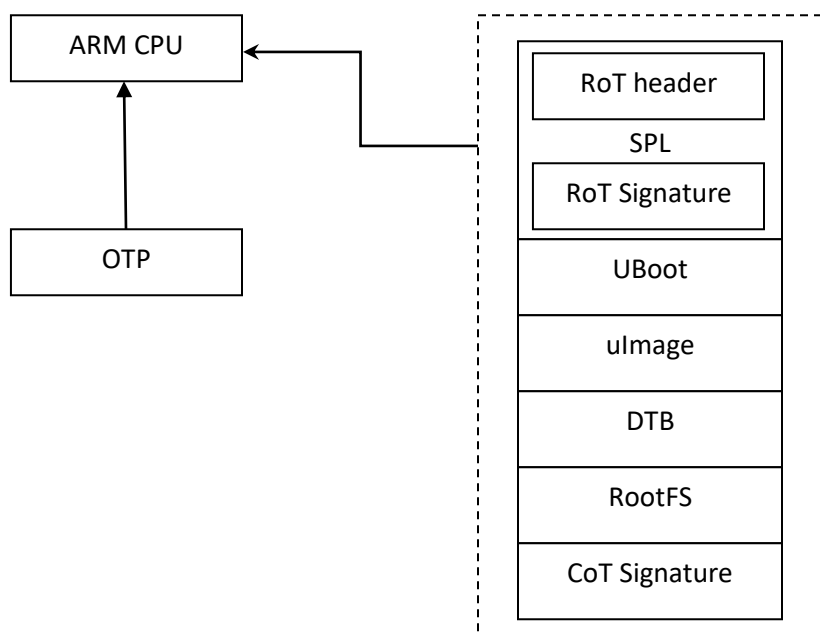 ARM CPU
OTP
RoT header
SPL
RoT Signature
UBoot
uImage
DTB
RootFS
CoT Signature